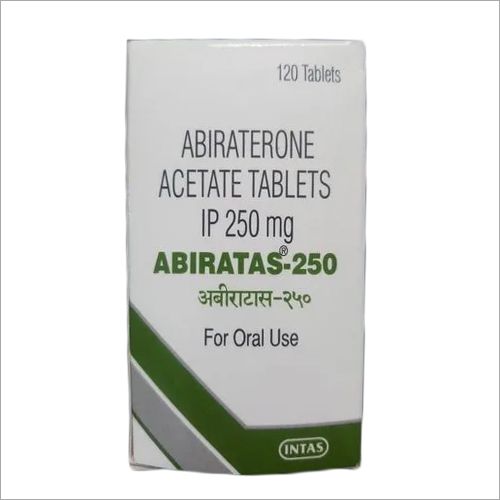 120 Tablets
ABIRATERONE
ACETATE TABLETS
IP 250 mg
ABIRATAS®-250
अबीराटास-२५०
For Oral Use
INTAS